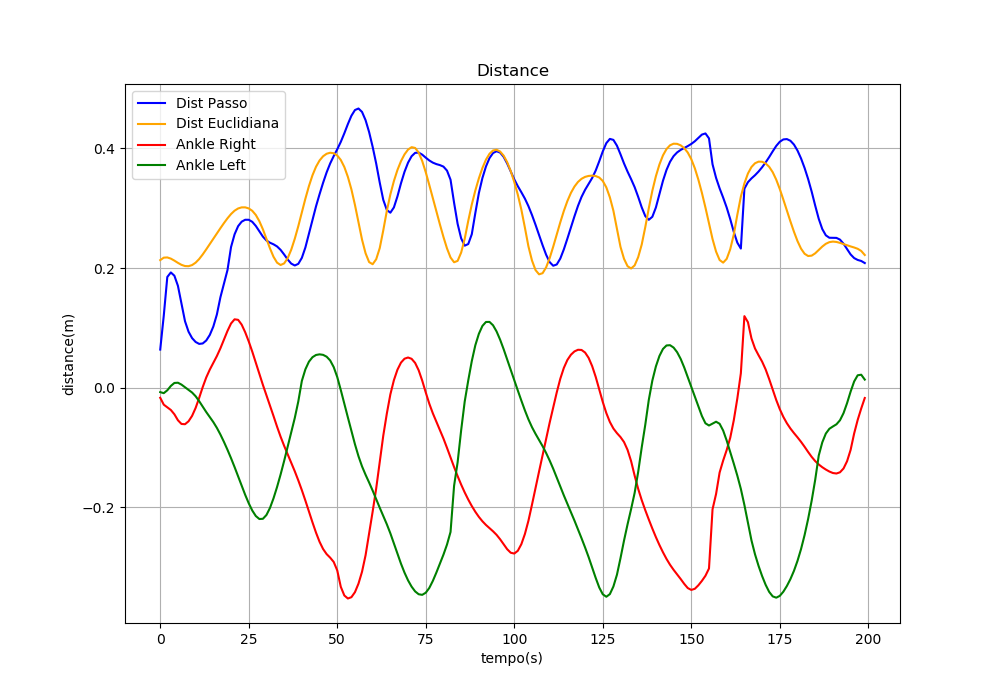 Distance
Dist Passo
Dist Euclidiana
Ankle Right
Ankle Left
distance(m)
0.4
0.2
0.0
−0.2
0 25 50 75 100 125 150 175 200
tempo(s)